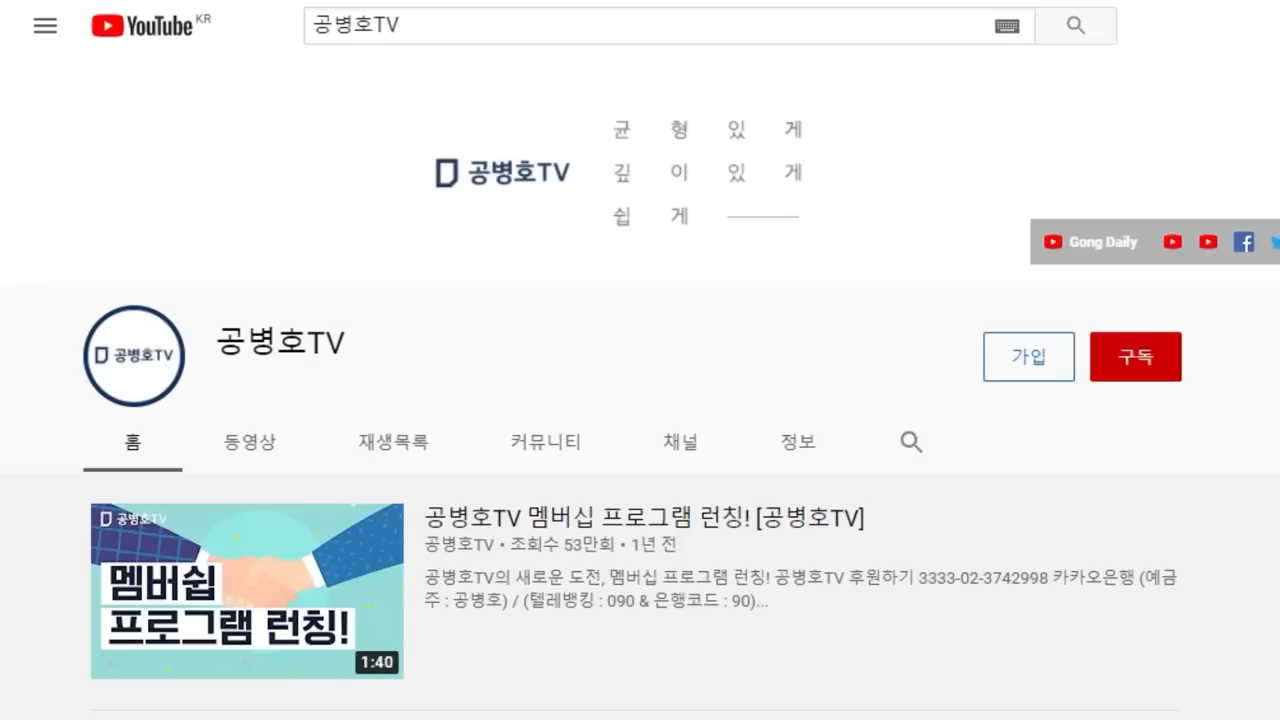 YouTube KR
공병호TV
균 형 있 게
공병호TV
깊 이 있 게
쉽 게
Gong Daily
공병호TV
공병호TV
가입
구독
홈
동영상
재생목록
커뮤니티
채널
정보
공병호TV
멤버쉽
프로그램 런칭!
1:40
공병호TV 멤버십 프로그램 런칭! [공병호TV]
공병호TV • 조회수 53만회 • 1년 전
공병호TV의 새로운 도전, 멤버십 프로그램 런칭! 공병호TV 후원하기 3333-02-3742998 카카오은행 (예금
주 : 공병호) / (텔레뱅킹 : 090 & 은행코드 : 90)...